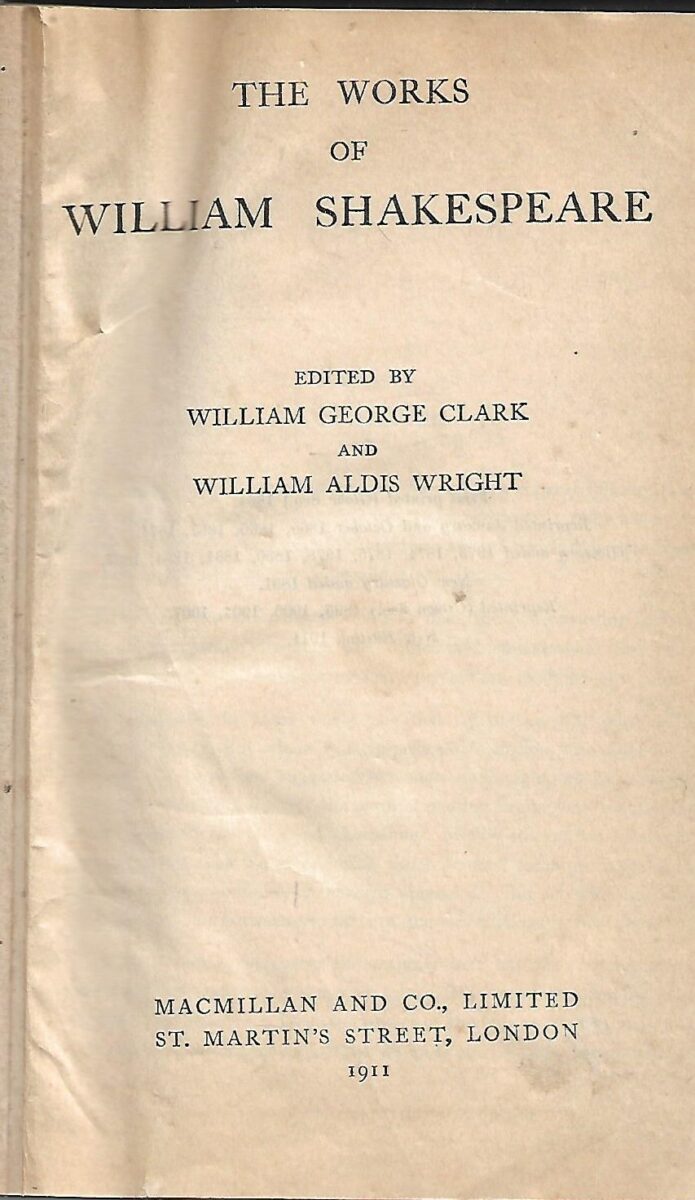 THE WORKS
OF
WILLIAM SHAKESPEARE
EDITED BY
WILLIAM GEORGE CLARK
AND
WILLIAM ALDIS WRIGHT
MACMILLAN AND CO., LIMITED
ST. MARTIN'S STREET, LONDON
1911